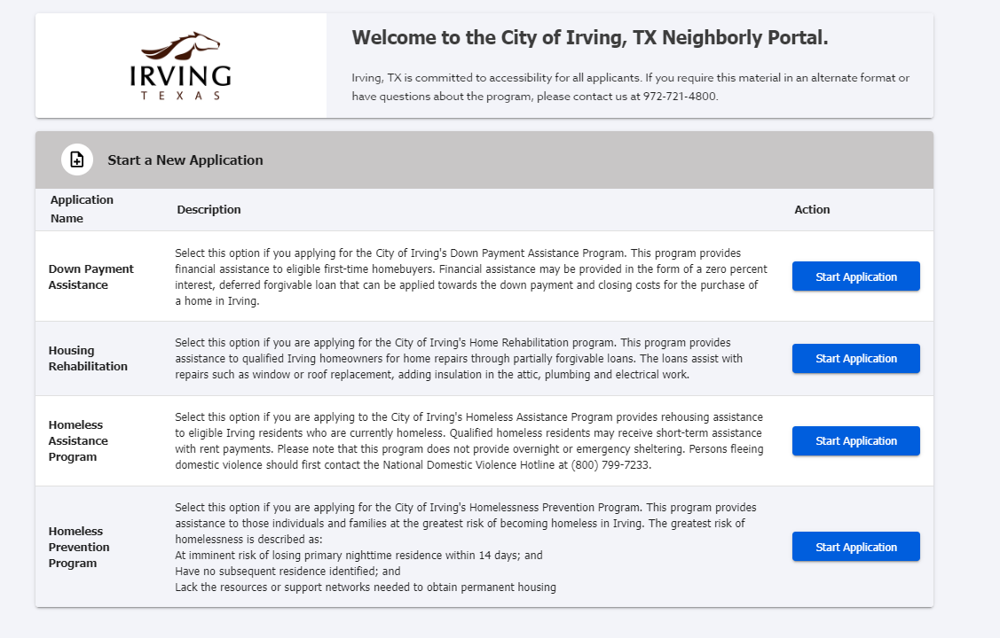 IRVING
TEXAS
Welcome to the City of Irving, TX Neighborly Portal.
Irving, TX is committed to accessibility for all applicants. If you require this material in an alternate format or
have questions about the program, please contact us at 972-721-4800.
Start a New Application
Application
Name
Description
Action
Down Payment
Assistance
Select this option if you applying for the City of Irving's Down Payment Assistance Program. This program provides
financial assistance to eligible first-time homebuyers. Financial assistance may be provided in the form of a zero percent
interest, deferred forgivable loan that can be applied towards the down payment and closing costs for the purchase of
a home in Irving.
Start Application
Housing
Rehabilitation
Select this option if you are applying for the City of Irving's Home Rehabilitation program. This program provides
assistance to qualified Irving homeowners for home repairs through partially forgivable loans. The loans assist with
repairs such as window or roof replacement, adding insulation in the attic, plumbing and electrical work.
Start Application
Homeless
Assistance
Program
Select this option if you are applying to the City of Irving's Homeless Assistance Program provides rehousing assistance
to eligible Irving residents who are currently homeless. Qualified homeless residents may receive short-term assistance
with rent payments. Please note that this program does not provide overnight or emergency sheltering. Persons fleeing
domestic violence should first contact the National Domestic Violence Hotline at (800) 799-7233.
Start Application
Homeless
Prevention
Program
Select this option if you are applying for the City of Irving's Homelessness Prevention Program. This program provides
assistance to those individuals and families at the greatest risk of becoming homeless in Irving. The greatest risk of
homelessness is described as:
At imminent risk of losing primary nighttime residence within 14 days; and
Have no subsequent residence identified; and
Lack the resources or support networks needed to obtain permanent housing
Start Application